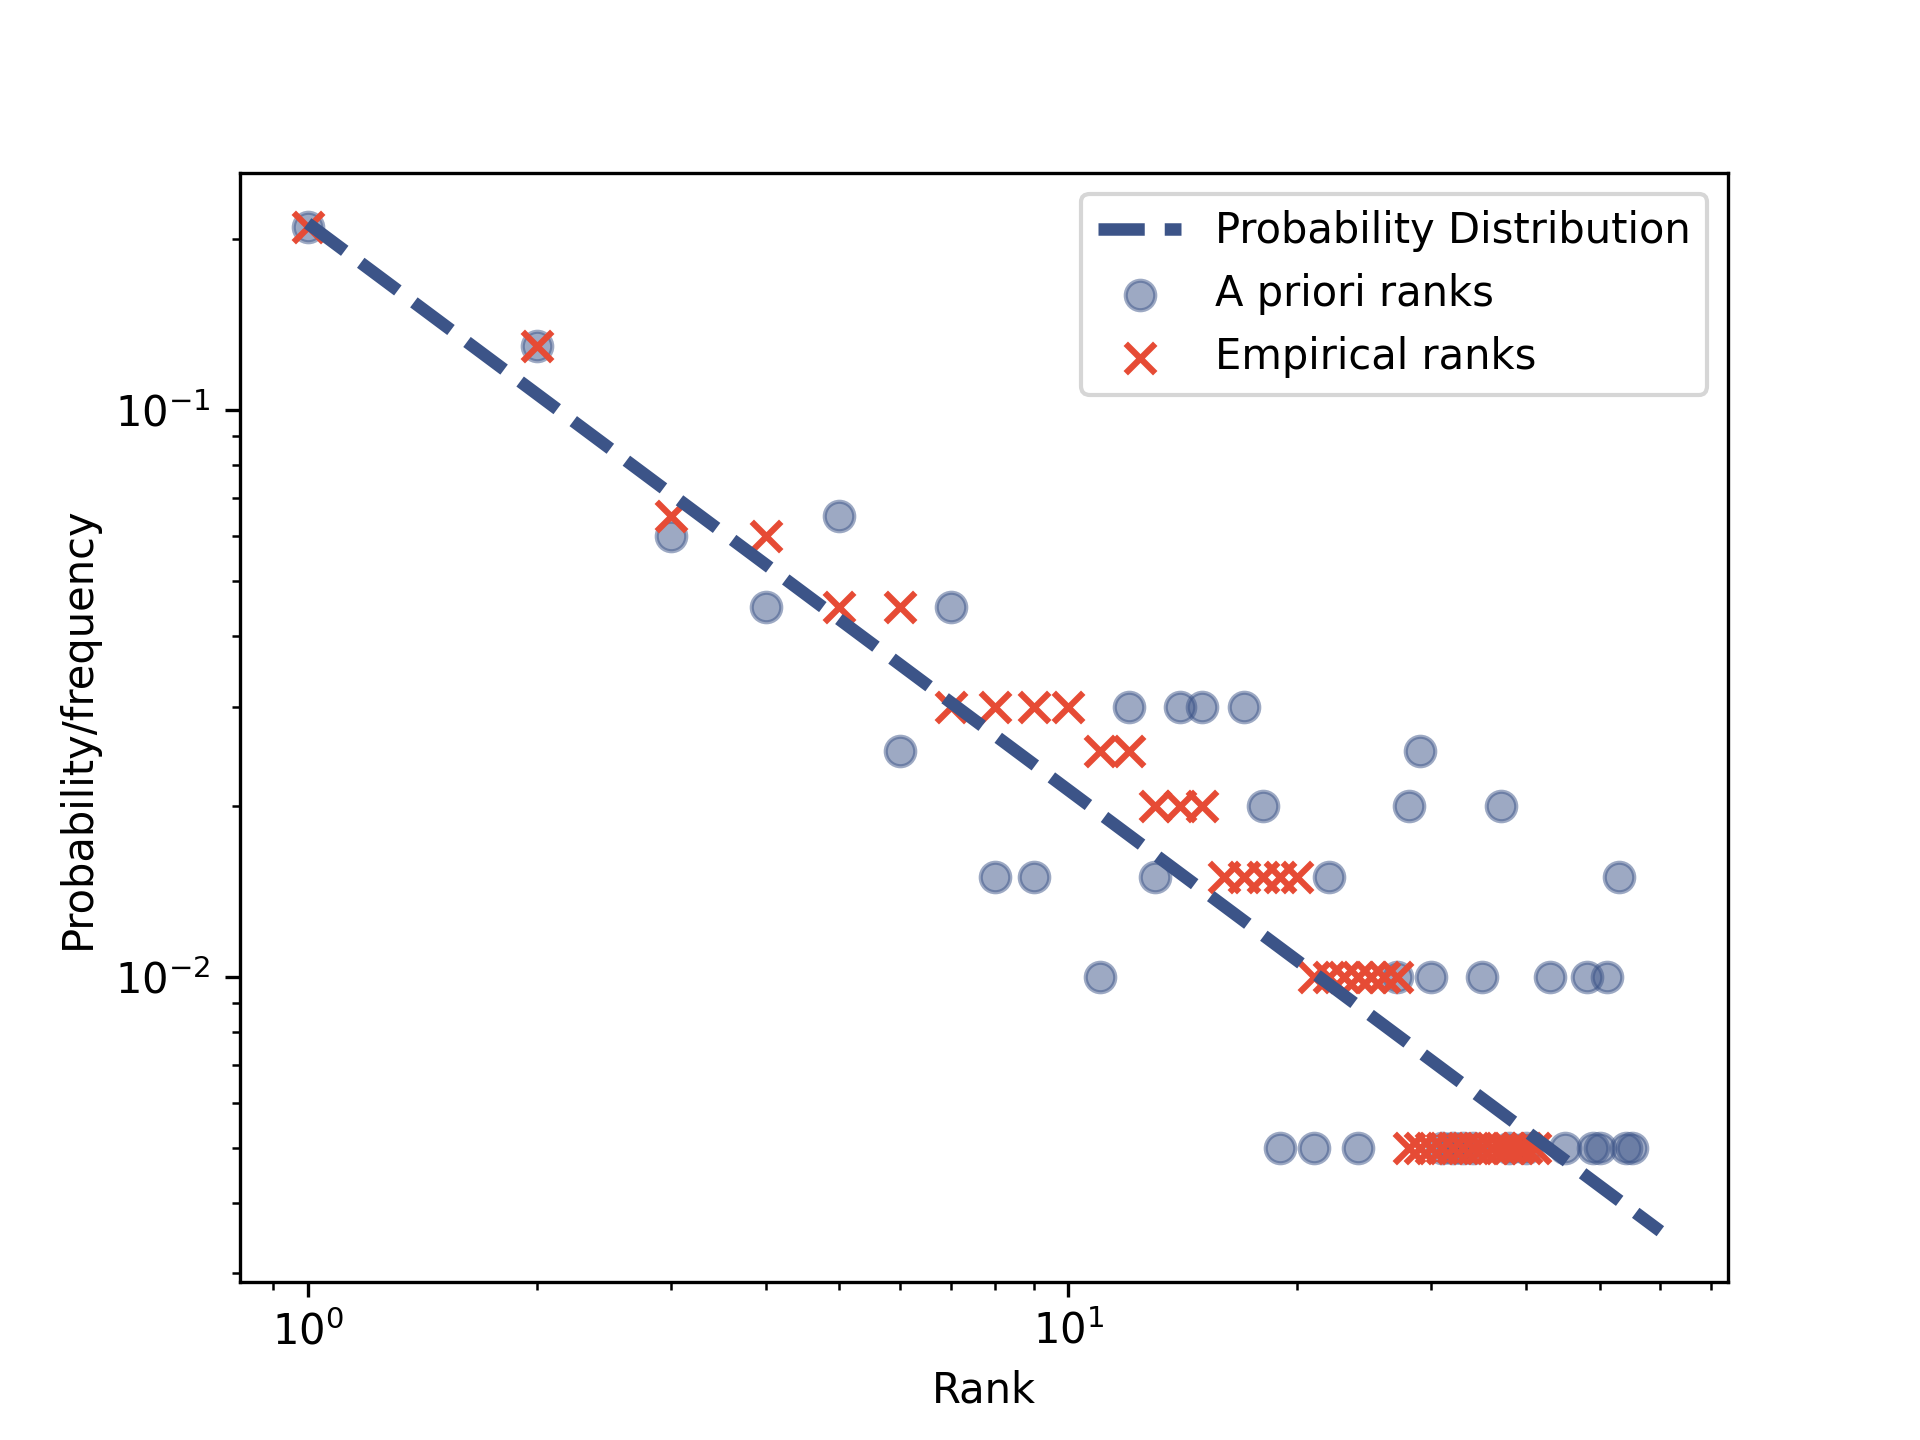 Probability Distribution
A priori ranks
Empirical ranks
Probability/frequency
10⁻¹
10⁻²
10⁰
10¹
Rank